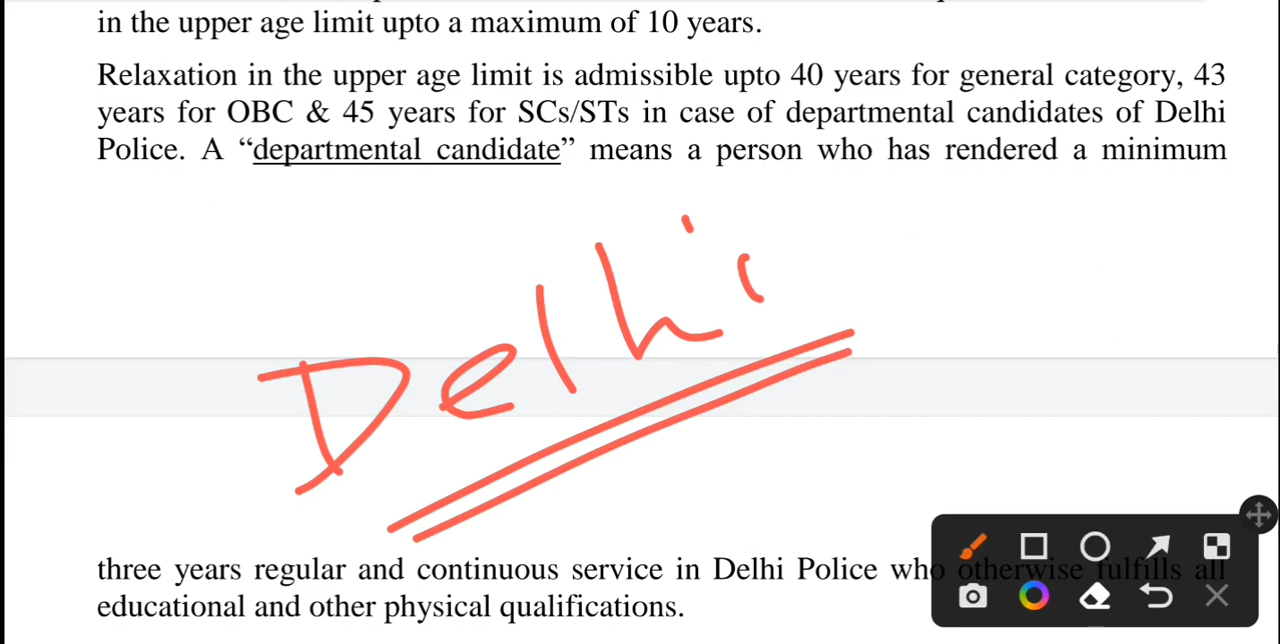 in the upper age limit upto a maximum of 10 years.
Relaxation in the upper age limit is admissible upto 40 years for general category, 43
years for OBC & 45 years for SCs/STs in case of departmental candidates of Delhi
Police. A “departmental candidate” means a person who has rendered a minimum
Delhi
three years regular and continuous service in Delhi Police who otherwise fulfills all
educational and other physical qualifications.